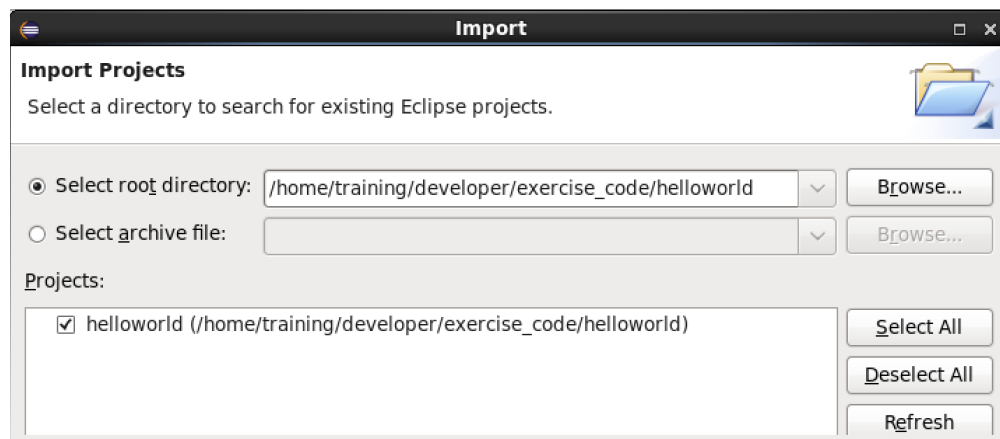 Import
Import Projects
Select a directory to search for existing Eclipse projects.
Select root directory: /home/training/developer/exercise_code/helloworld Browse...
Select archive file: Browse...
Projects:
helloworld (/home/training/developer/exercise_code/helloworld)
Select All
Deselect All
Refresh